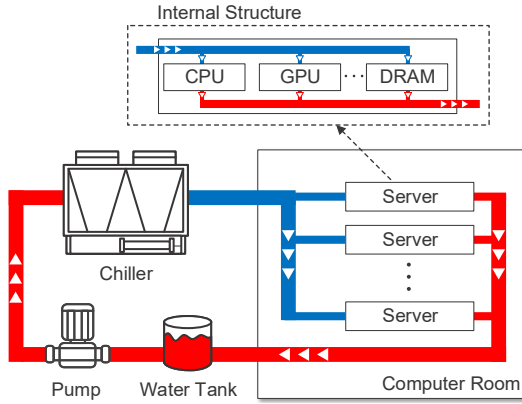 Internal Structure
CPU
GPU
...
DRAM
Server
Server
Server
Chiller
Pump
Water Tank
Computer Room